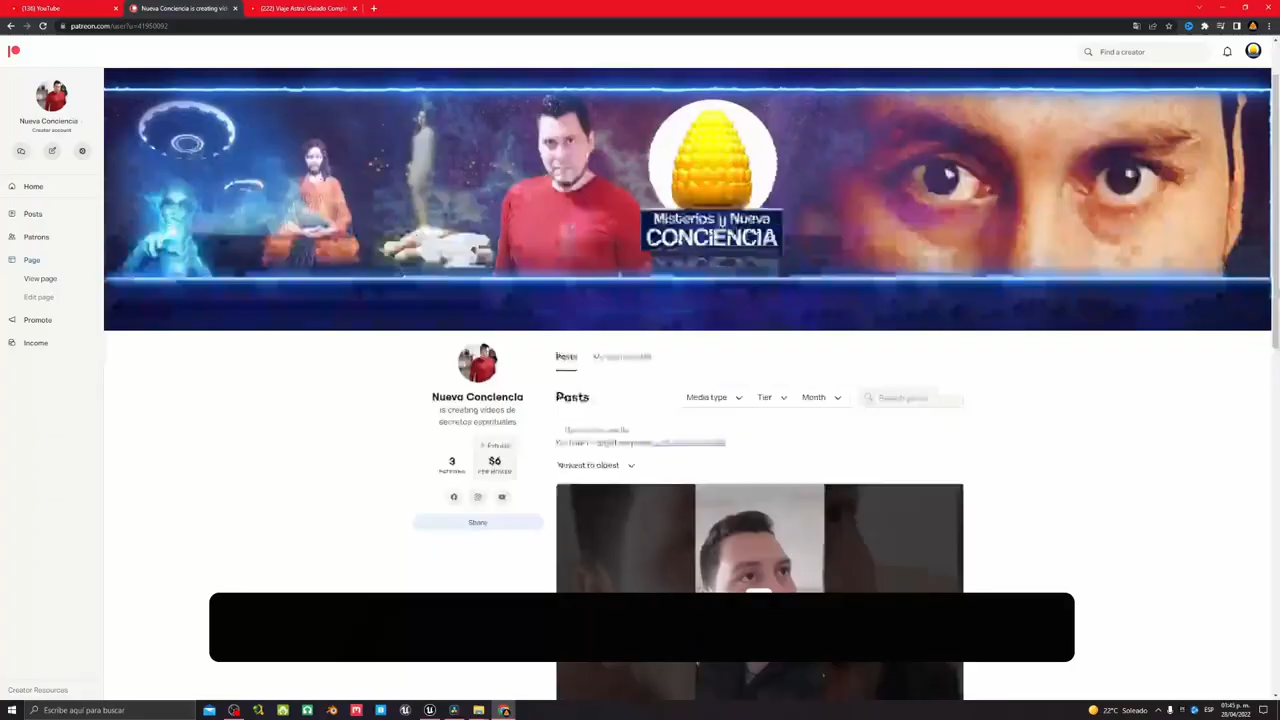 (136) YouTube
Nueva Conciencia is creating vid
(222) Viaje Astral Guiado Compl
patreon.com/user?u=41950092
Find a creator
Nueva Conciencia
Creator account
Home
Posts
Patrons
Page
View page
Edit page
Promote
Income
Creator Resources
Misterios y Nueva
CONCIENCIA
Nueva Conciencia
is creating videos de
secretos espirituales
3
$6
Share
Posts
Posts
Media type
Tier
Month
Newest to oldest
Escribe aquí para buscar
22°C Soleado
ESP
01:45 p. m.
28/04/2022